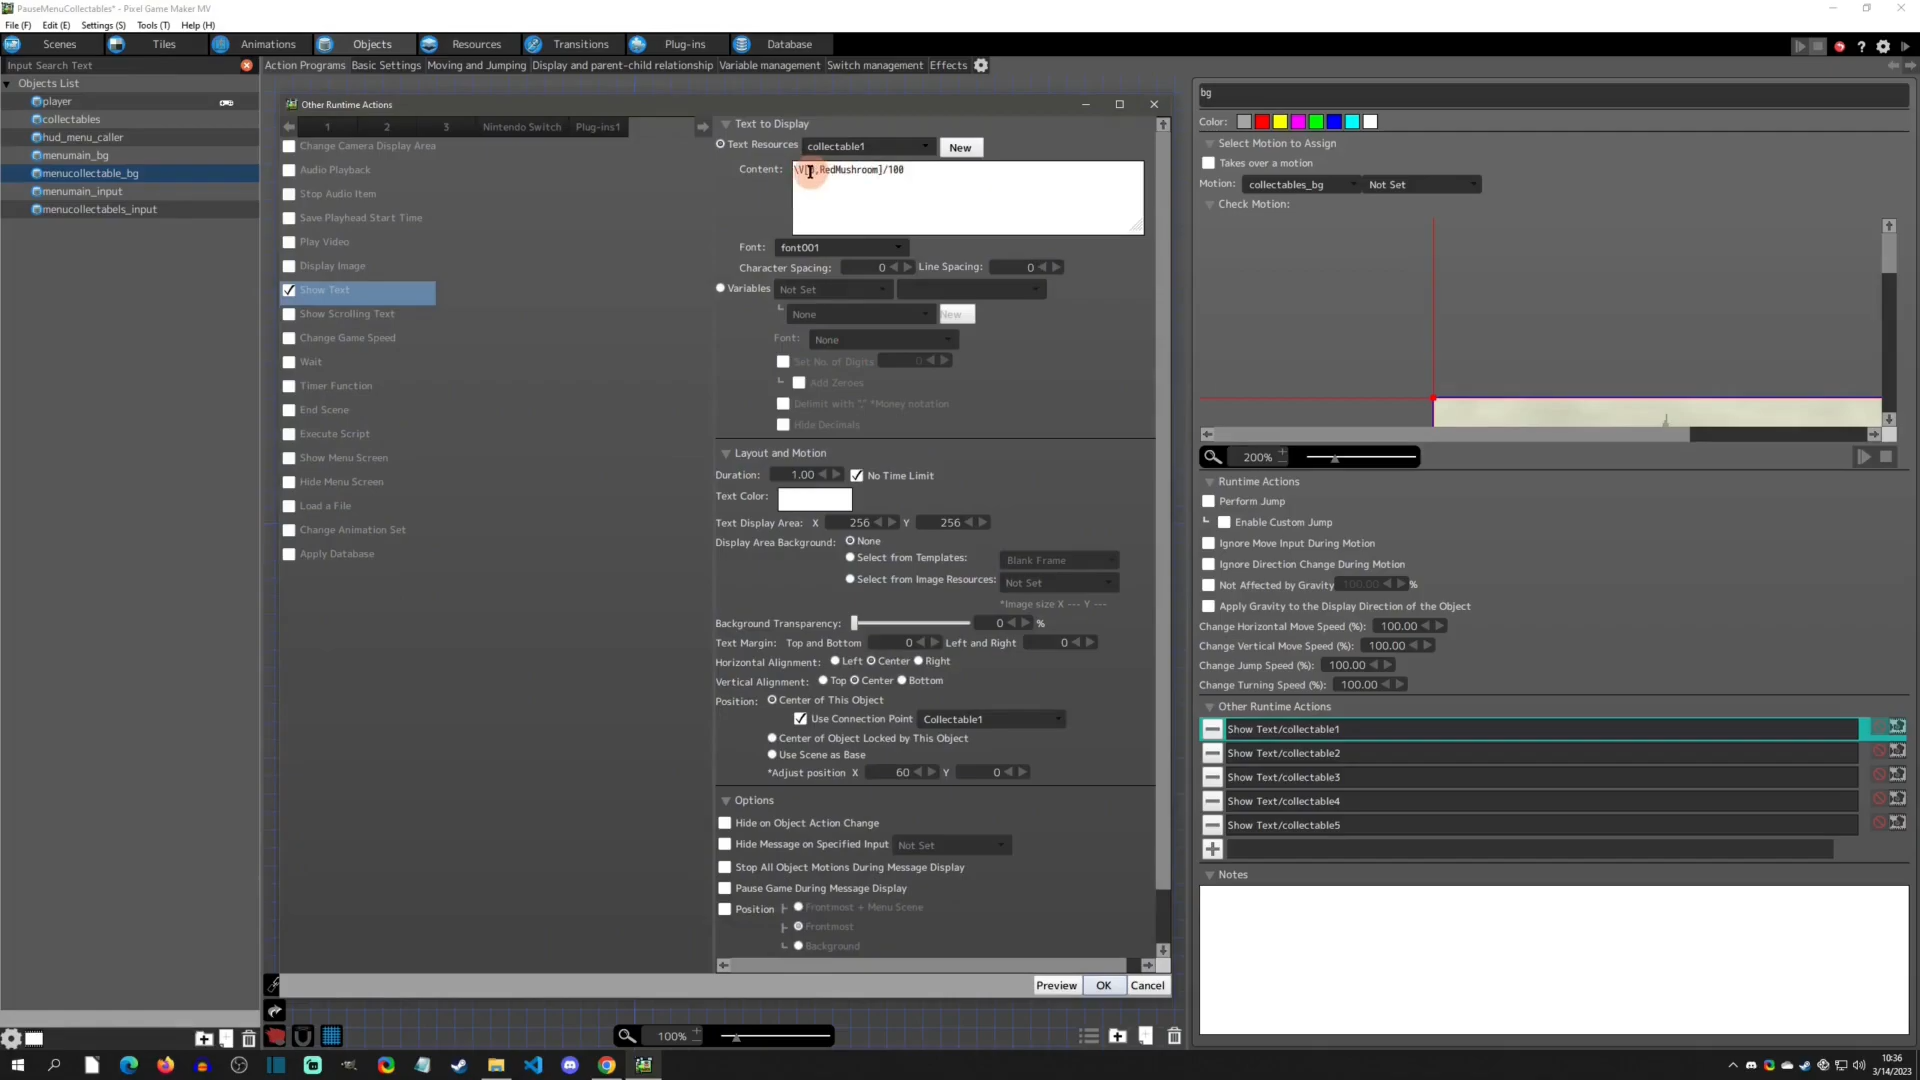 PauseMenuCollectables* - Pixel Game Maker MV
File (F) Edit (E) Settings (S) Tools (T) Help (H)
Scenes Tiles Animations Objects Resources Transitions Plug-ins Database
Input Search Text
Action Programs Basic Settings Moving and Jumping Display and parent-child relationship Variable management Switch management Effects
Objects List
player
collectables
hud_menu_caller
menumain_bg
menucollectable_bg
menumain_input
menucollectabels_input
Other Runtime Actions
1 2 3 Nintendo Switch Plug-ins1
Change Camera Display Area
Audio Playback
Stop Audio Item
Save Playhead Start Time
Play Video
Display Image
Show Text
Show Scrolling Text
Change Game Speed
Wait
Timer Function
End Scene
Execute Script
Show Menu Screen
Hide Menu Screen
Load a File
Change Animation Set
Apply Database
Text to Display
Text Resources collectable1 New
Content:
RedMushroom]/100
Font: font001
Character Spacing: 0 Line Spacing: 0
Variables Not Set
None New
Font: None
Set No. of Digits 0
Add Zeroes
Delimit with "," *Money notation
Hide Decimals
Layout and Motion
Duration: 1.00 No Time Limit
Text Color:
Text Display Area: X 256 Y 256
Display Area Background: None
Select from Templates: Blank Frame
Select from Image Resources: Not Set
*Image size X --- Y ---
Background Transparency: 0 %
Text Margin: Top and Bottom 0 Left and Right 0
Horizontal Alignment: Left Center Right
Vertical Alignment: Top Center Bottom
Position: Center of This Object
Use Connection Point Collectable1
Center of Object Locked by This Object
Use Scene as Base
*Adjust position X 60 Y 0
Options
Hide on Object Action Change
Hide Message on Specified Input Not Set
Stop All Object Motions During Message Display
Pause Game During Message Display
Position Frontmost + Menu Scene
Frontmost
Background
Preview OK Cancel
100%
bg
Color:
Select Motion to Assign
Takes over a motion
Motion: collectables_bg Not Set
Check Motion:
200%
Runtime Actions
Perform Jump
Enable Custom Jump
Ignore Move Input During Motion
Ignore Direction Change During Motion
Not Affected by Gravity 100.00 %
Apply Gravity to the Display Direction of the Object
Change Horizontal Move Speed (%): 100.00
Change Vertical Move Speed (%): 100.00
Change Jump Speed (%): 100.00
Change Turning Speed (%): 100.00
Other Runtime Actions
Show Text/collectable1
Show Text/collectable2
Show Text/collectable3
Show Text/collectable4
Show Text/collectable5
Notes
10:36
3/14/2023